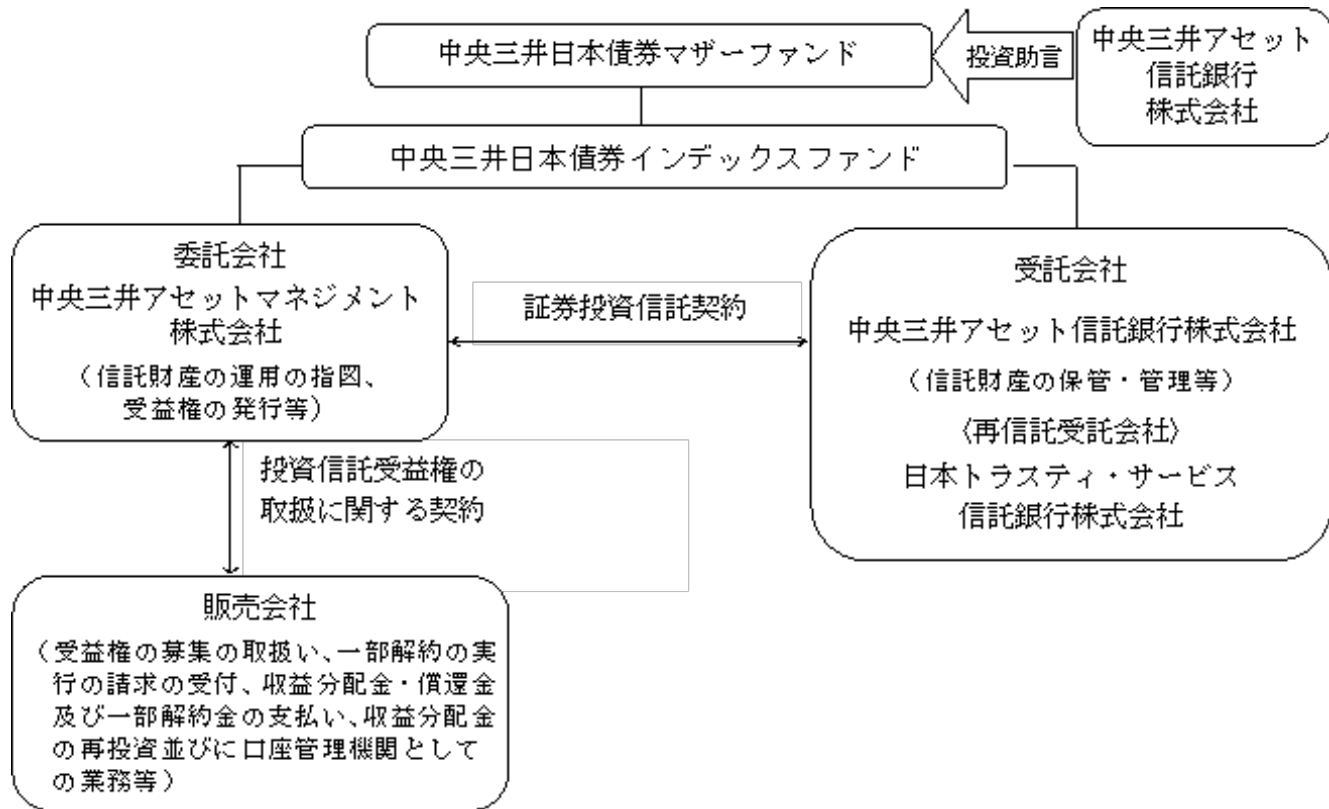 中央三井日本債券マザーファンド
投資助言
中央三井アセット
信託銀行
株式会社
中央三井日本債券インデックスファンド
委託会社
中央三井アセットマネジメント
株式会社
（信託財産の運用の指図、
受益権の発行等）
証券投資信託契約
受託会社
中央三井アセット信託銀行株式会社
（信託財産の保管・管理等）
〈再信託受託会社〉
日本トラスティ・サービス
信託銀行株式会社
投資信託受益権の
取扱に関する契約
販売会社
（受益権の募集の取扱い、一部解約の実
行の請求の受付、収益分配金・償還金
及び一部解約金の支払い、収益分配金
の再投資並びに口座管理機関として
の業務等）